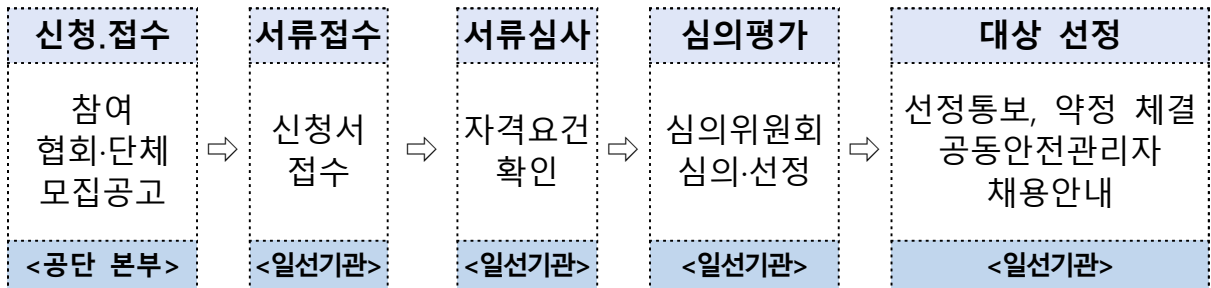 신청.접수
참여
협회·단체
모집공고
<공단 본부>
⇨
서류접수
신청서
접수
<일선기관>
⇨
서류심사
자격요건
확인
<일선기관>
⇨
심의평가
심의위원회
심의·선정
<일선기관>
⇨
대상 선정
선정통보, 약정 체결
공동안전관리자
채용안내
<일선기관>